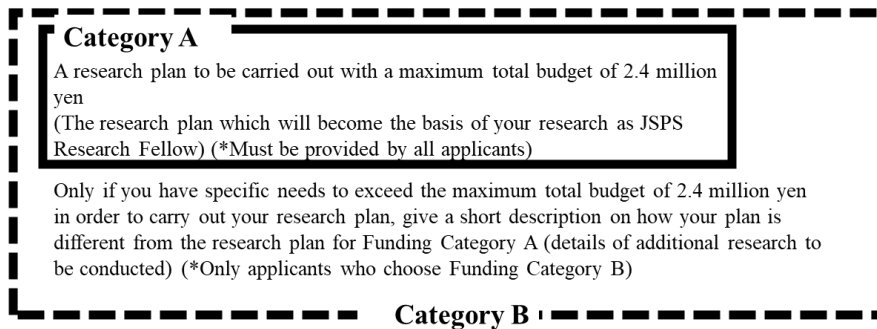 Category A
A research plan to be carried out with a maximum total budget of 2.4 million
yen
(The research plan which will become the basis of your research as JSPS
Research Fellow) (*Must be provided by all applicants)
Only if you have specific needs to exceed the maximum total budget of 2.4 million yen
in order to carry out your research plan, give a short description on how your plan is
different from the research plan for Funding Category A (details of additional research to
be conducted) (*Only applicants who choose Funding Category B)
Category B